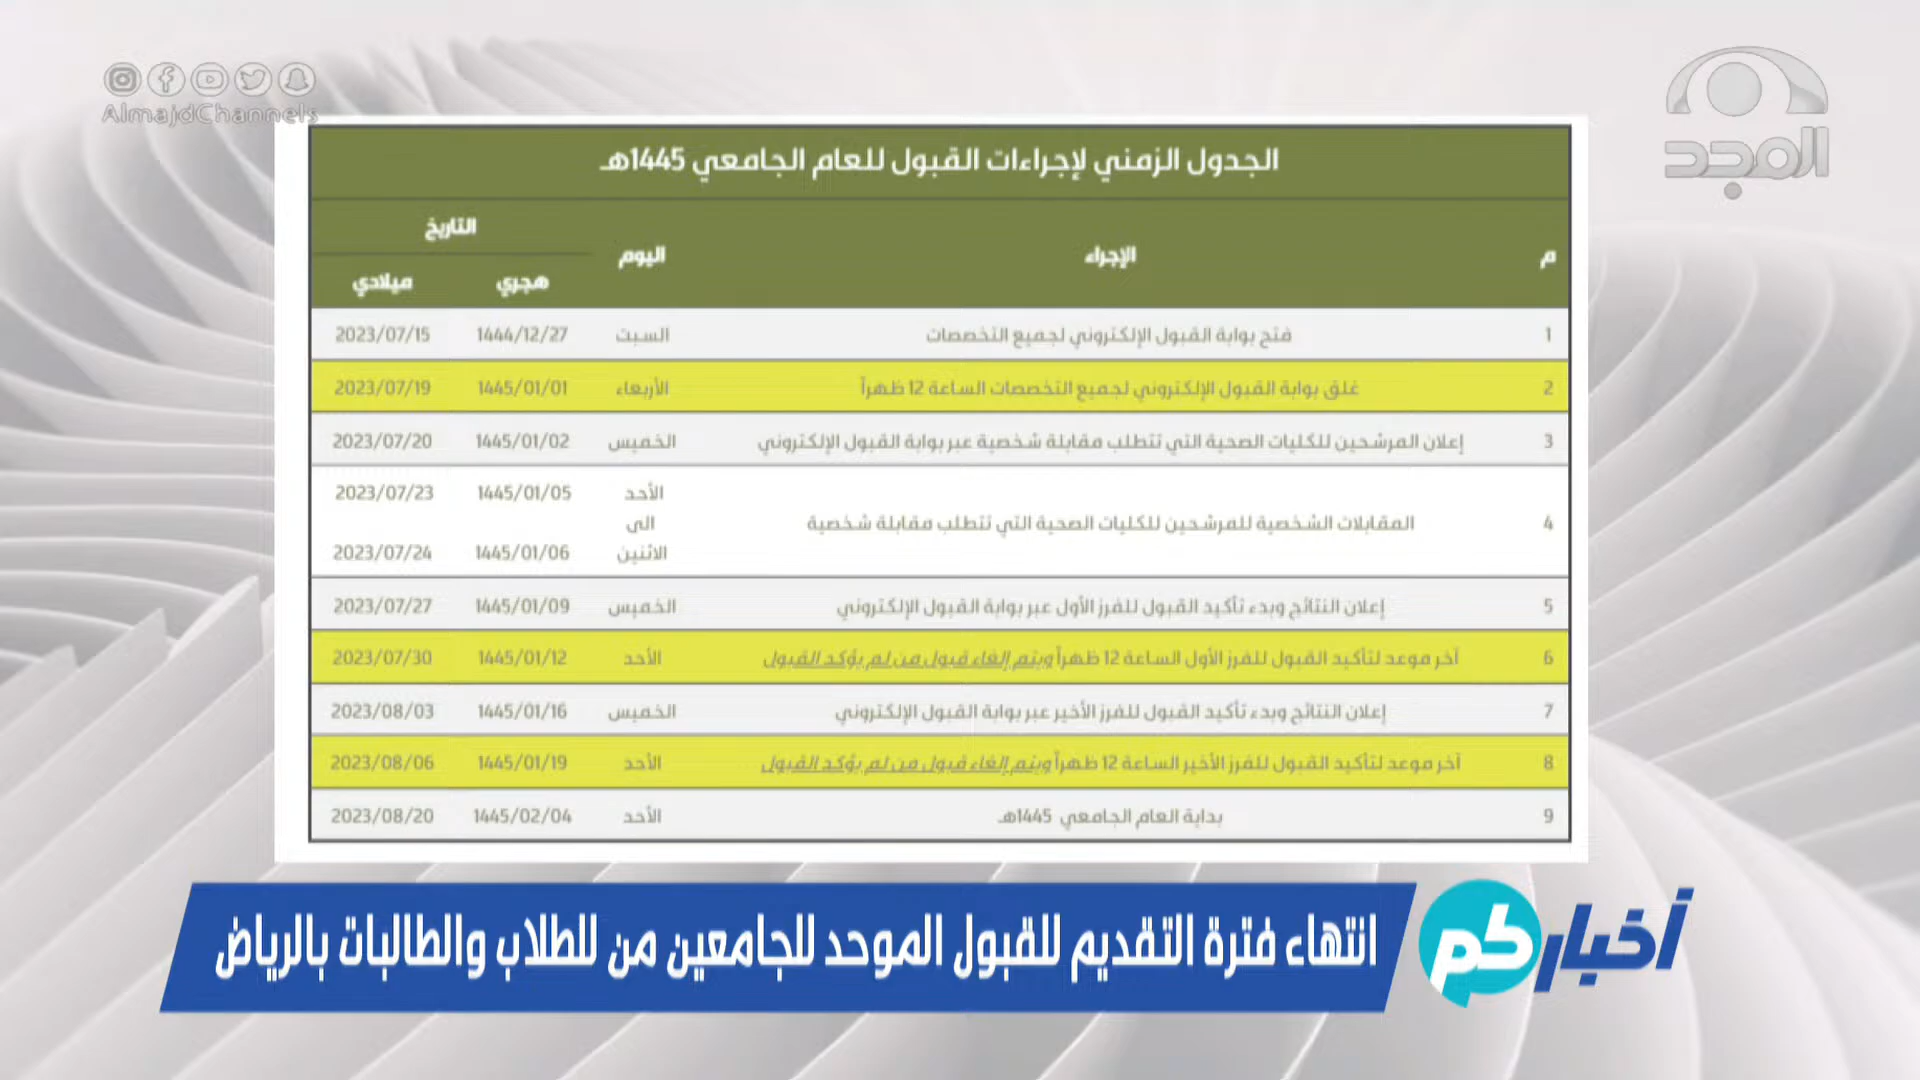 AlmajdChannels
المجد
الجدول الزمني لإجراءات القبول للعام الجامعي 1445هـ
م الإجراء اليوم التاريخ
هجري ميلادي
1 فتح بوابة القبول الإلكتروني لجميع التخصصات السبت 1444/12/27 2023/07/15
2 غلق بوابة القبول الإلكتروني لجميع التخصصات الساعة 12 ظهراً الأربعاء 1445/01/01 2023/07/19
3 إعلان المرشحين للكليات الصحية التي تتطلب مقابلة شخصية عبر بوابة القبول الإلكتروني الخميس 1445/01/02 2023/07/20
4 المقابلات الشخصية للمرشحين للكليات الصحية التي تتطلب مقابلة شخصية الأحد 1445/01/05 2023/07/23
الى
الاثنين 1445/01/06 2023/07/24
5 إعلان النتائج وبدء تأكيد القبول للفرز الأول عبر بوابة القبول الإلكتروني الخميس 1445/01/09 2023/07/27
6 آخر موعد لتأكيد القبول للفرز الأول الساعة 12 ظهراً ويتم إلغاء قبول من لم يؤكد القبول الأحد 1445/01/12 2023/07/30
7 إعلان النتائج وبدء تأكيد القبول للفرز الأخير عبر بوابة القبول الإلكتروني الخميس 1445/01/16 2023/08/03
8 آخر موعد لتأكيد القبول للفرز الأخير الساعة 12 ظهراً ويتم إلغاء قبول من لم يؤكد القبول الأحد 1445/01/19 2023/08/06
9 بداية العام الجامعي 1445هـ الأحد 1445/02/04 2023/08/20
أخباركم
انتهاء فترة التقديم للقبول الموحد للجامعين من للطلاب والطالبات بالرياض